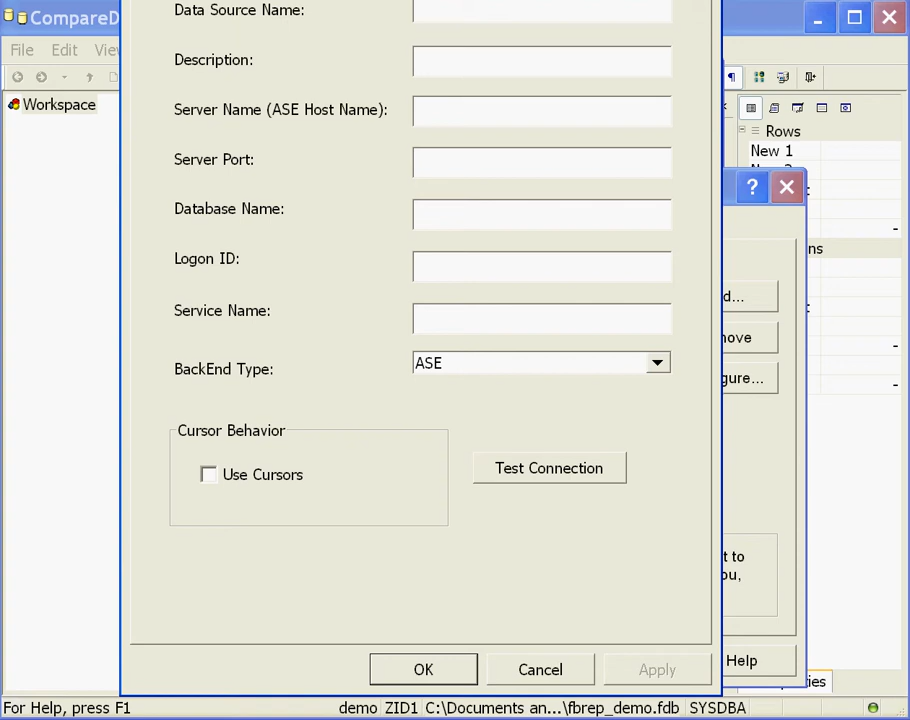 CompareD
Data Source Name:
File Edit Vie
Description:
Workspace
Server Name (ASE Host Name):
Rows
New 1
Server Port:
Database Name:
Logon ID:
ns
d...
Service Name:
ove
BackEnd Type:
ASE
gure...
Cursor Behavior
Use Cursors
Test Connection
t to
ou,
OK
Cancel
Apply
Help
ties
For Help, press F1
demo
ZID1
C:\Documents an...\fbrep_demo.fdb
SYSDBA